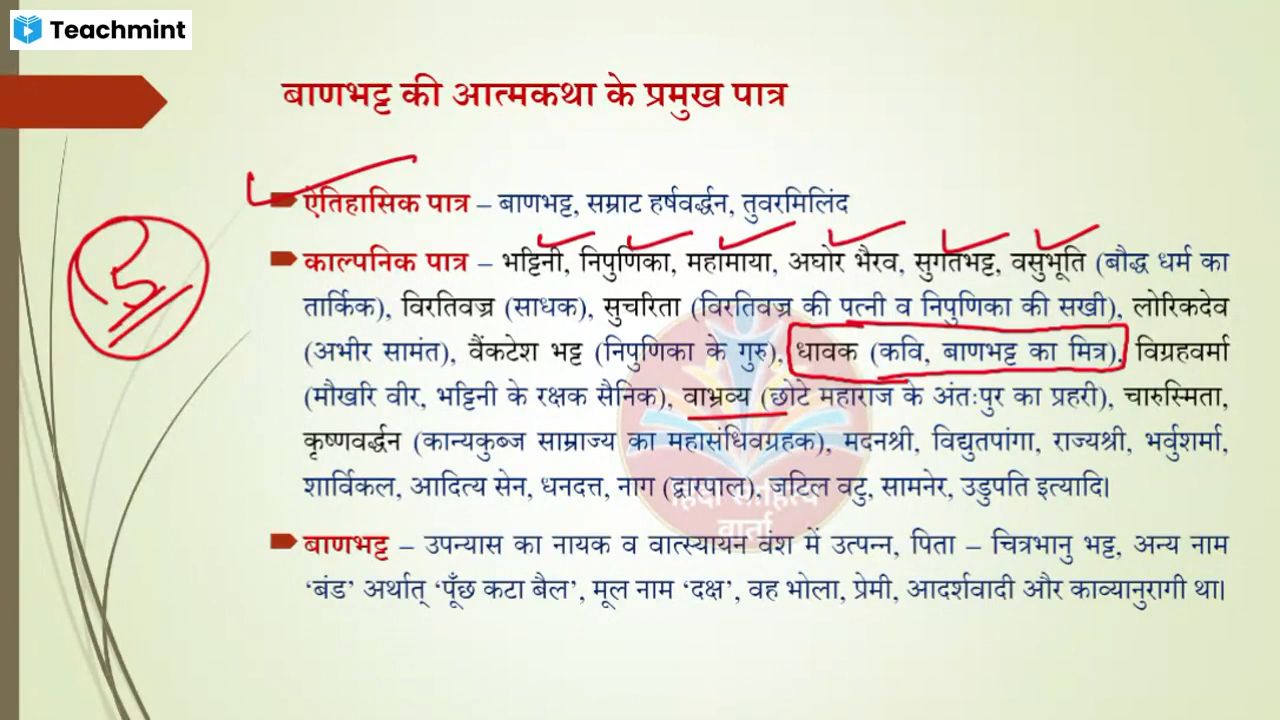 Teachmint
बाणभट्ट की आत्मकथा के प्रमुख पात्र
ऐतिहासिक पात्र – बाणभट्ट, सम्राट हर्षवर्द्धन, तुवरमिलिंद
काल्पनिक पात्र – भट्टिनी, निपुणिका, महामाया, अघोर भैरव, सुगतभट्ट, वसुभूति (बौद्ध धर्म का
तार्किक), विरतिवज्र (साधक), सुचरिता (विरतिवज्र की पत्नी व निपुणिका की सखी), लोरिकदेव
(अभीर सामंत), वैंकटेश भट्ट (निपुणिका के गुरु), धावक (कवि, बाणभट्ट का मित्र), विग्रहवर्मा
(मौखरि वीर, भट्टिनी के रक्षक सैनिक), वाभ्रव्य (छोटे महाराज के अंतःपुर का प्रहरी), चारुस्मिता,
कृष्णवर्द्धन (कान्यकुब्ज साम्राज्य का महासंधिवग्रहक), मदनश्री, विद्युतपांगा, राज्यश्री, भर्वुशर्मा,
शार्विकल, आदित्य सेन, धनदत्त, नाग (द्वारपाल), जटिल वटु, सामनेर, उडुपति इत्यादि।
हिंदी साहित्य
वार्ता
बाणभट्ट – उपन्यास का नायक व वात्स्यायन वंश में उत्पन्न, पिता – चित्रभानु भट्ट, अन्य नाम
‘बंड’ अर्थात् ‘पूँछ कटा बैल’, मूल नाम ‘दक्ष’, वह भोला, प्रेमी, आदर्शवादी और काव्यानुरागी था।